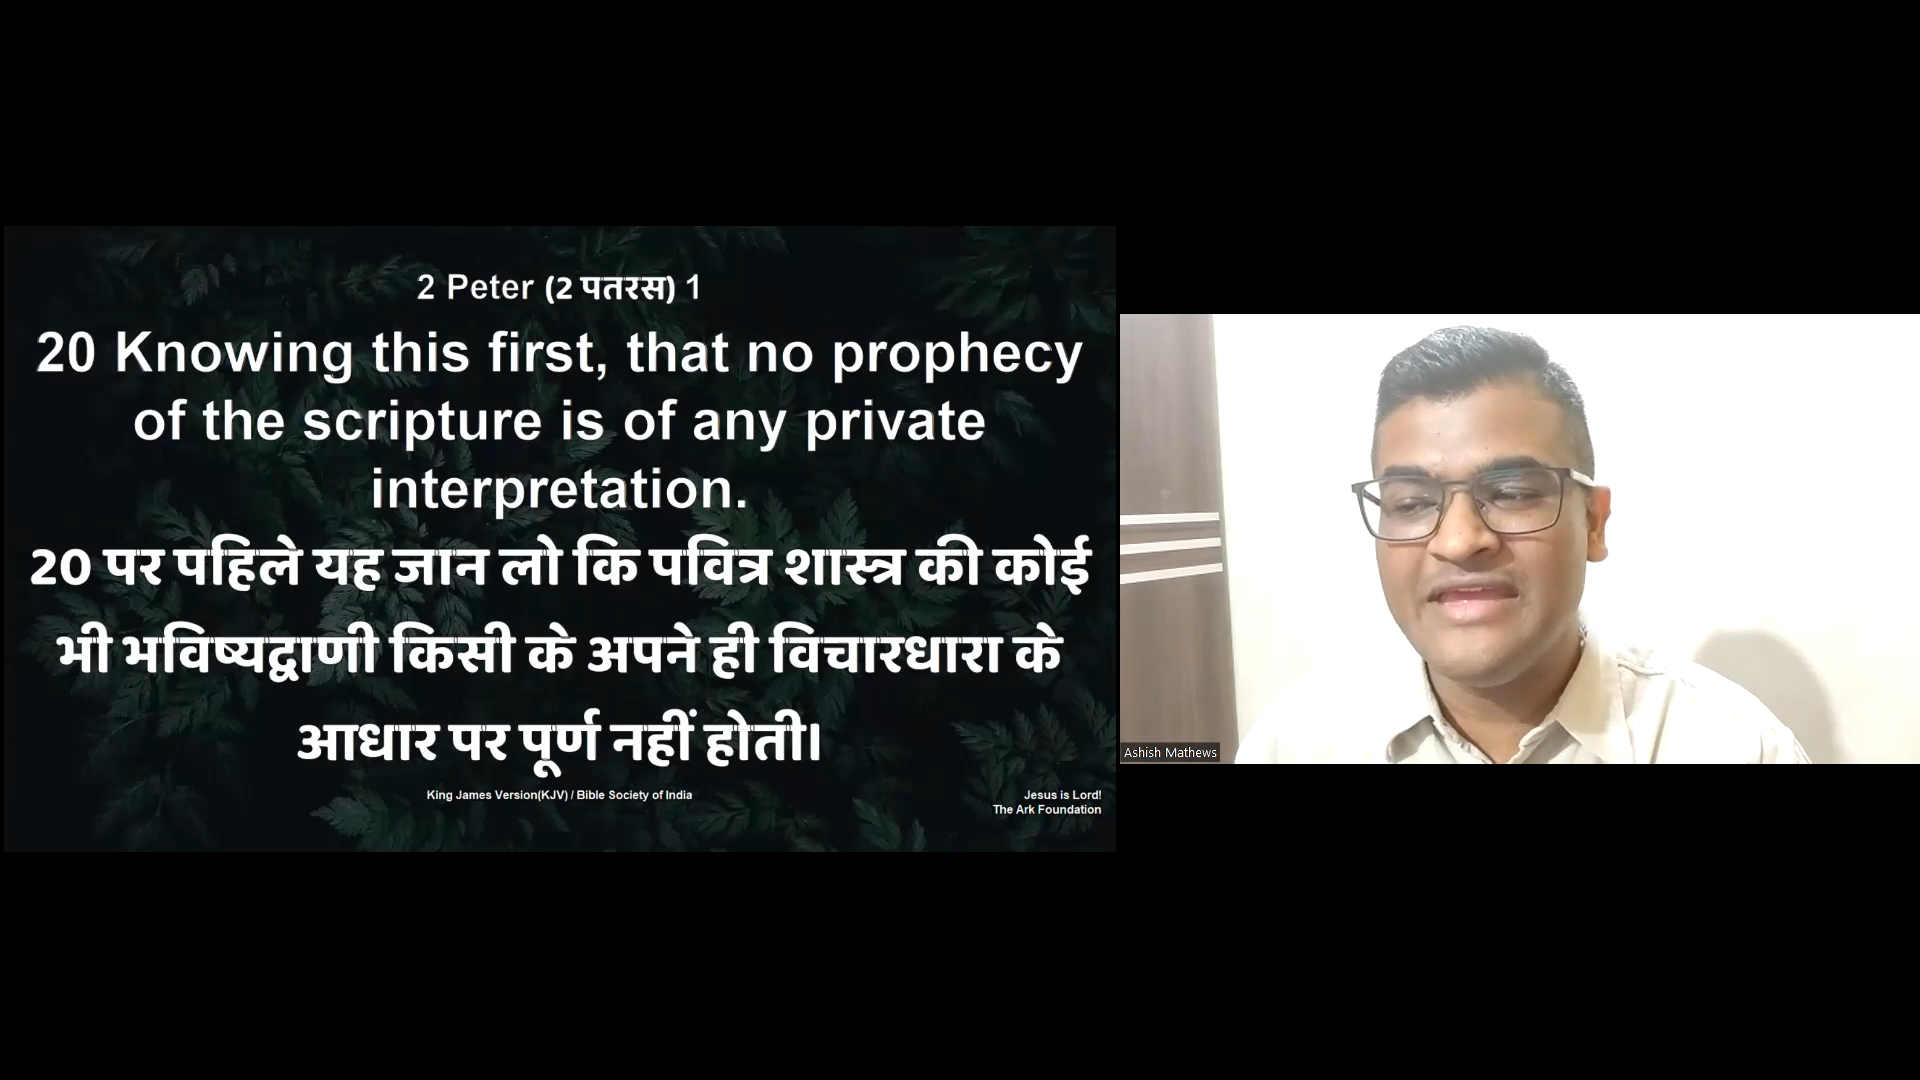 2 Peter (2 पतरस) 1
20 Knowing this first, that no prophecy
of the scripture is of any private
interpretation.
20 पर पहिले यह जान लो कि पवित्र शास्त्र की कोई
भी भविष्यद्वाणी किसी के अपने ही विचारधारा के
आधार पर पूर्ण नहीं होती।
King James Version(KJV) / Bible Society of India
Jesus is Lord!
The Ark Foundation
Ashish Mathews